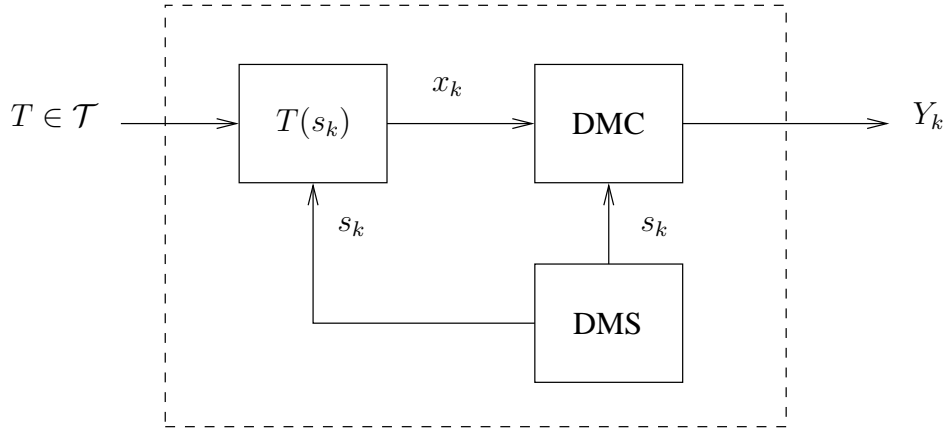 T ∈ 𝒯
T(s_k)
x_k
DMC
Y_k
s_k
s_k
DMS